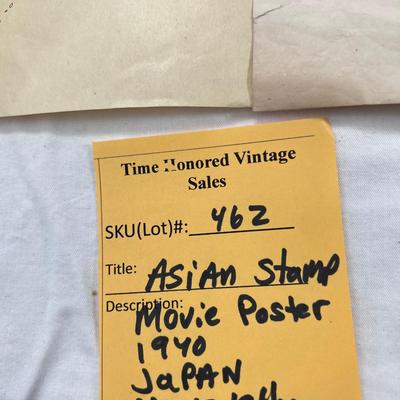 Time Honored Vintage
Sales
SKU(Lot)#: 462
Title: Asian Stamp
Description:
Movie Poster
1940
JAPAN